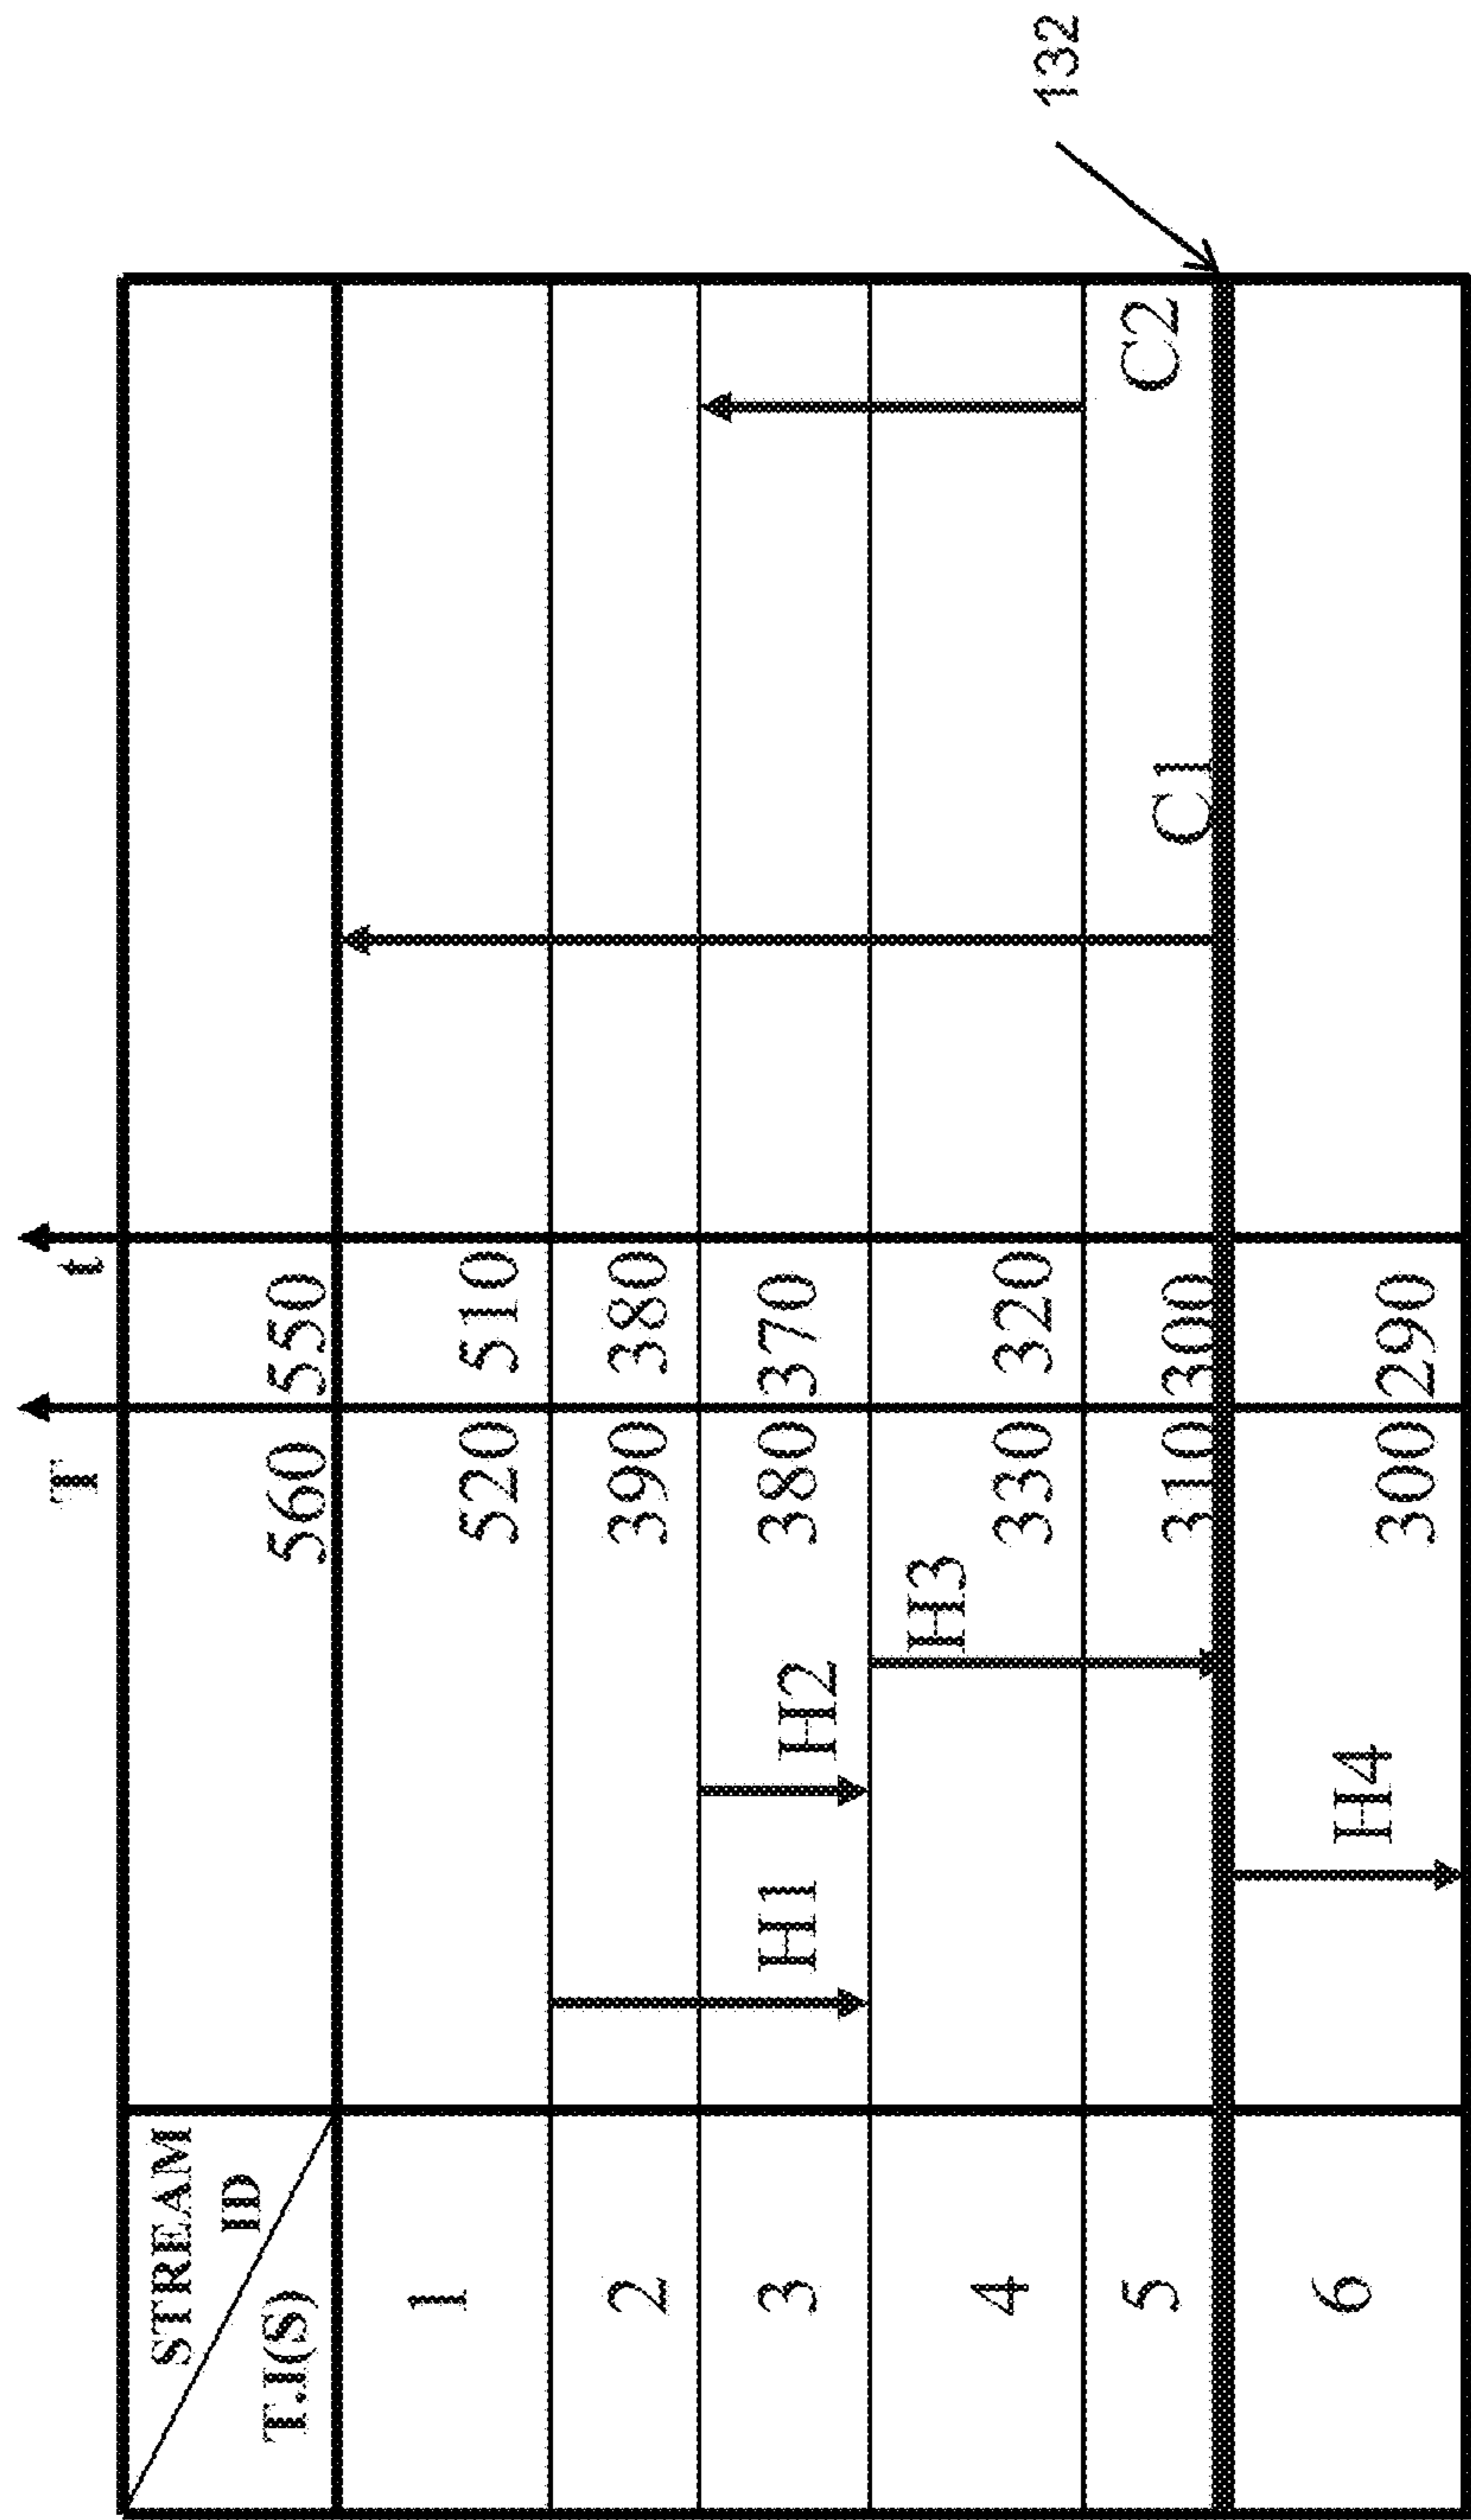 T t
STREAM
ID
T.I(S)
560 550
1 520 510
2 390 380
3 H1 H2 380 370
4 H3 330 320
5 310 300 C1 C2
132
6 H4 300 290